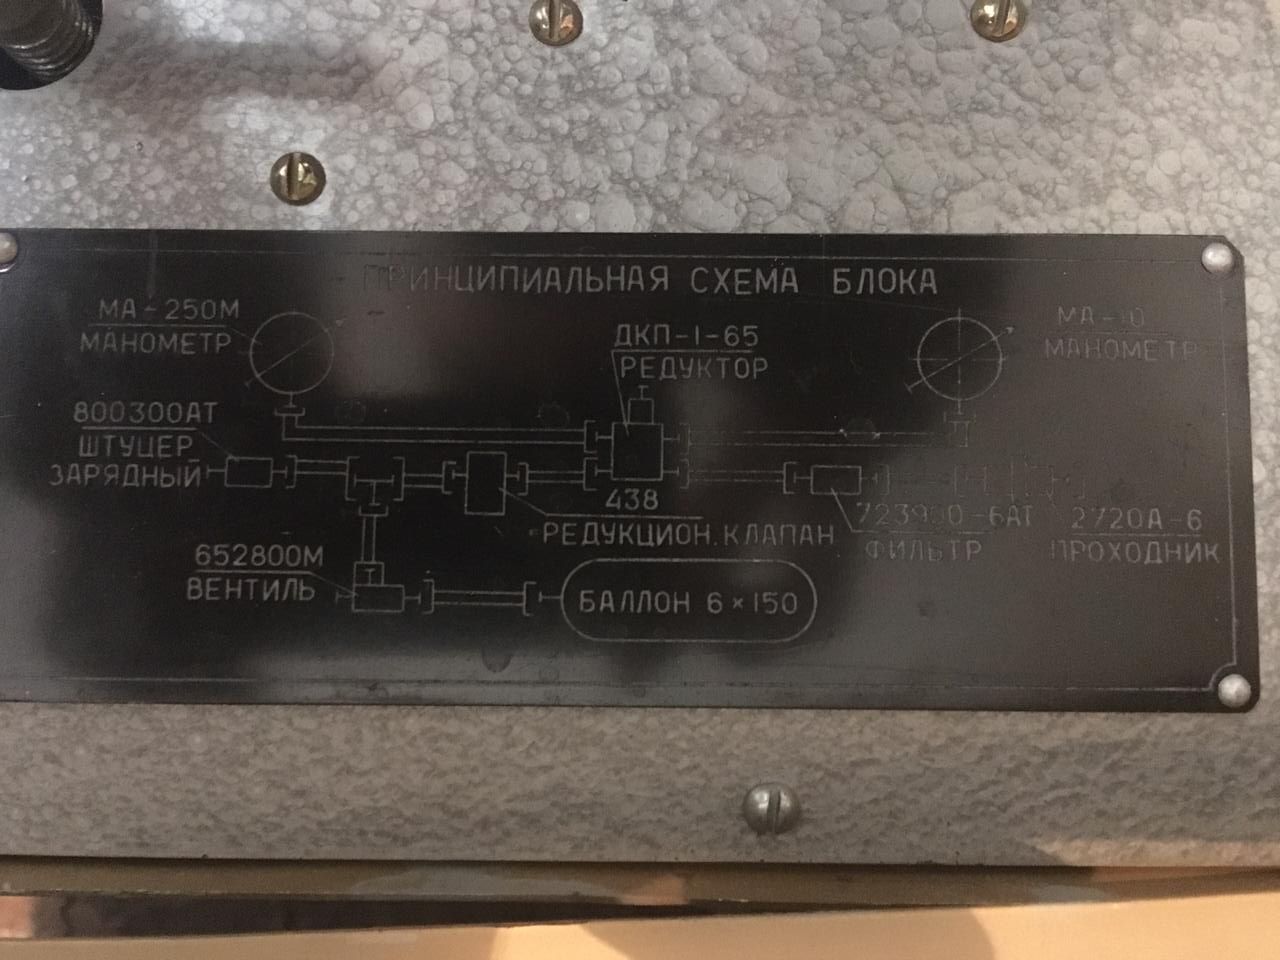 ПРИНЦИПИАЛЬНАЯ СХЕМА БЛОКА
МА-250М
МАНОМЕТР
ДКП-1-65
РЕДУКТОР
МА-10
МАНОМЕТР
800300АТ
ШТУЦЕР
ЗАРЯДНЫЙ
438
РЕДУКЦИОН. КЛАПАН
723900-6АТ
ФИЛЬТР
2720А-6
ПРОХОДНИК
652800М
ВЕНТИЛЬ
БАЛЛОН 6×150